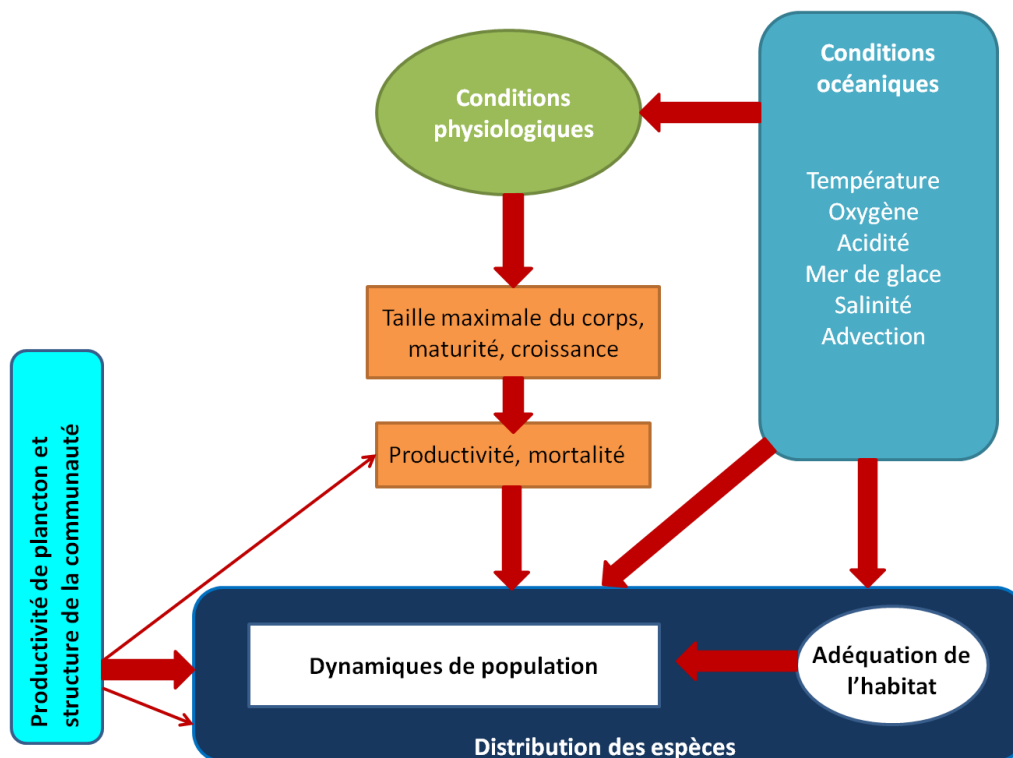 Conditions
océaniques
Température
Oxygène
Acidité
Mer de glace
Salinité
Advection
Conditions
physiologiques
Taille maximale du corps,
maturité, croissance
Productivité, mortalité
Productivité de plancton et
structure de la communauté
Dynamiques de population
Adéquation de
l'habitat
Distribution des espèces